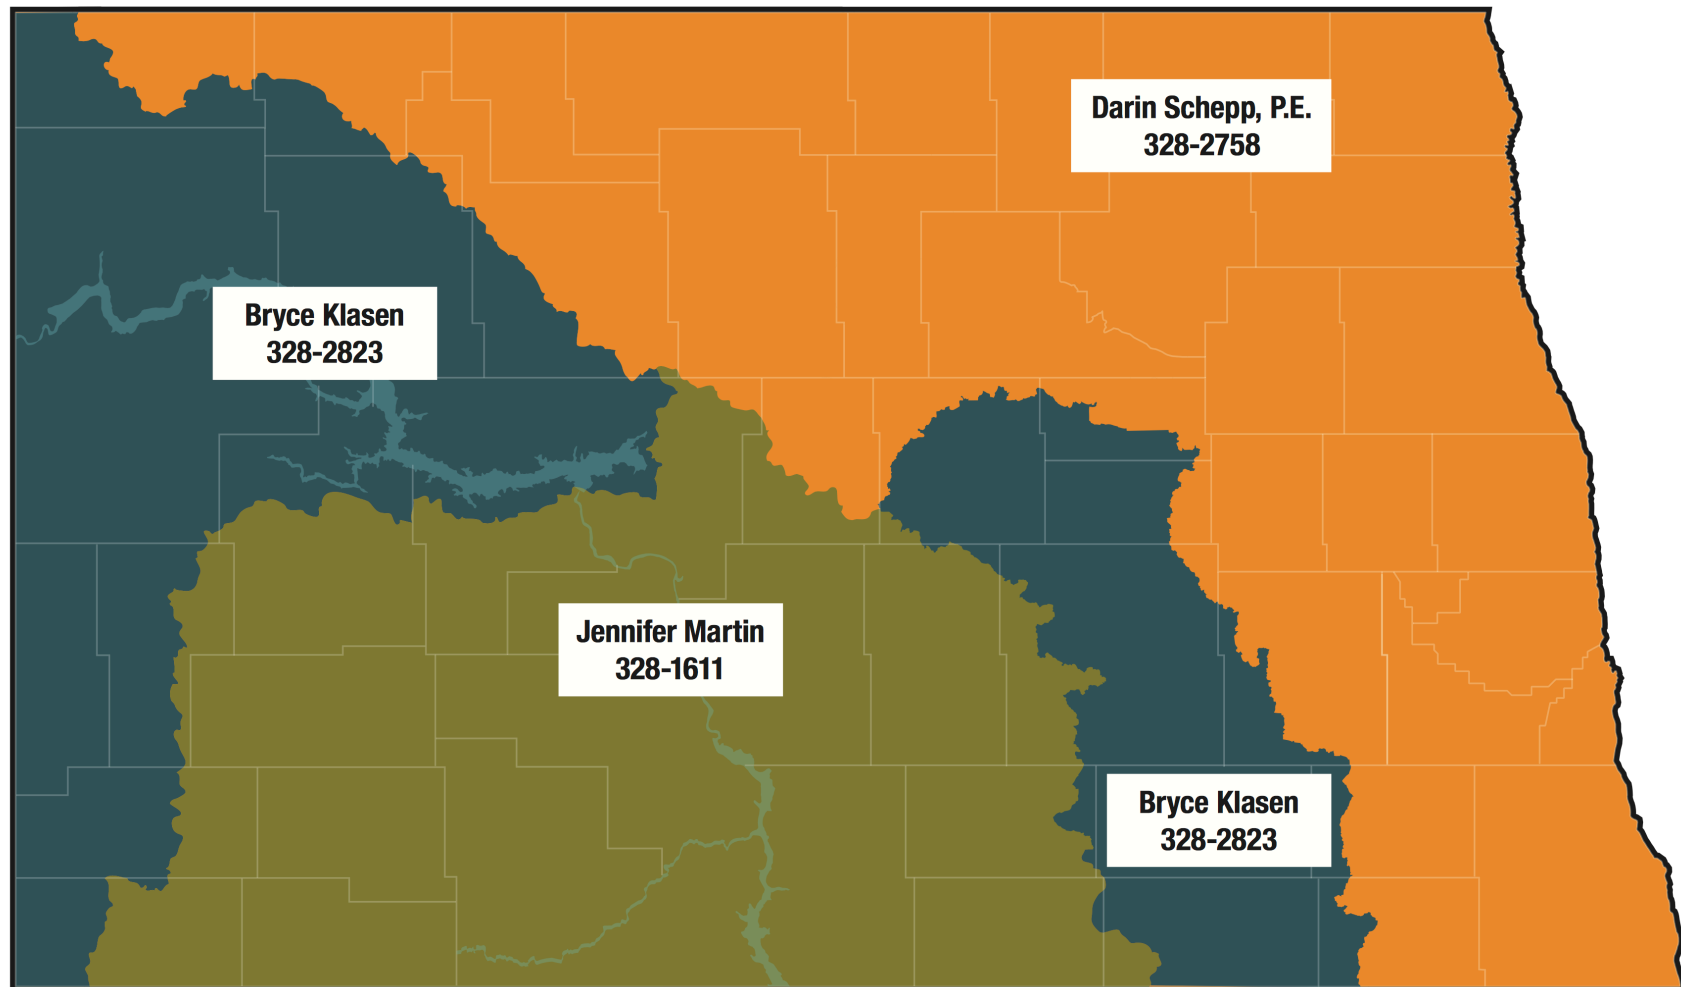 Darin Schepp, P.E.
328-2758
Bryce Klasen
328-2823
Jennifer Martin
328-1611
Bryce Klasen
328-2823